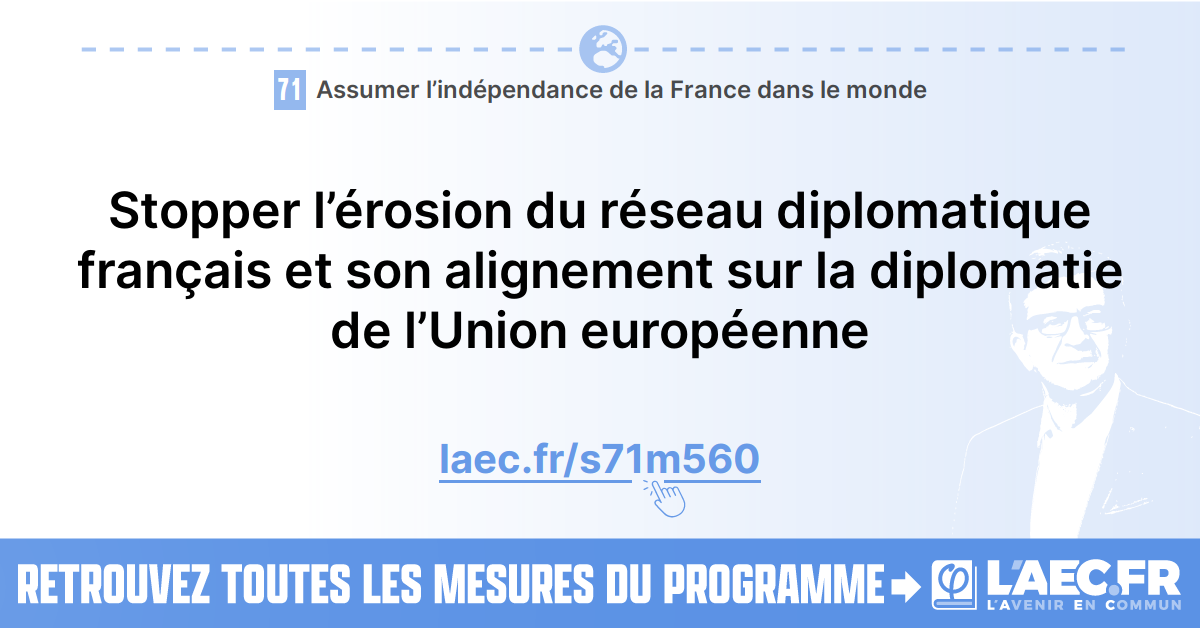 71 Assumer l’indépendance de la France dans le monde
Stopper l’érosion du réseau diplomatique
français et son alignement sur la diplomatie
de l’Union européenne
laec.fr/s71m560
RETROUVEZ TOUTES LES MESURES DU PROGRAMME
L'AEC.FR
L'AVENIR EN COMMUN